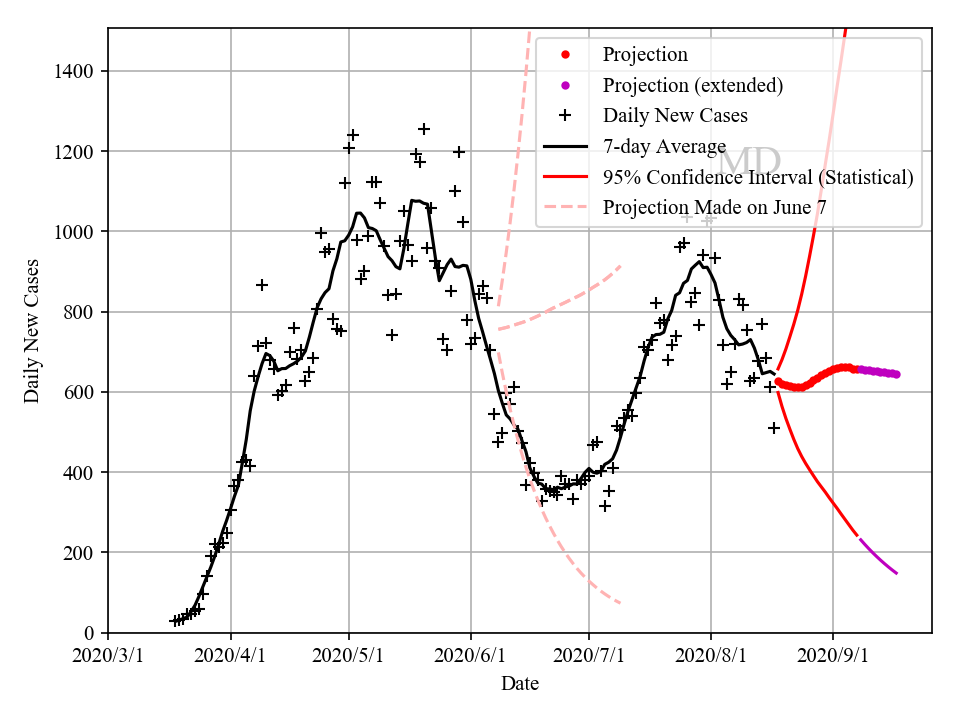 1400
1200
1000
800
600
400
200
0
Daily New Cases
Projection
Projection (extended)
Daily New Cases
7-day Average
MD
95% Confidence Interval (Statistical)
Projection Made on June 7
2020/3/1 2020/4/1 2020/5/1 2020/6/1 2020/7/1 2020/8/1 2020/9/1
Date